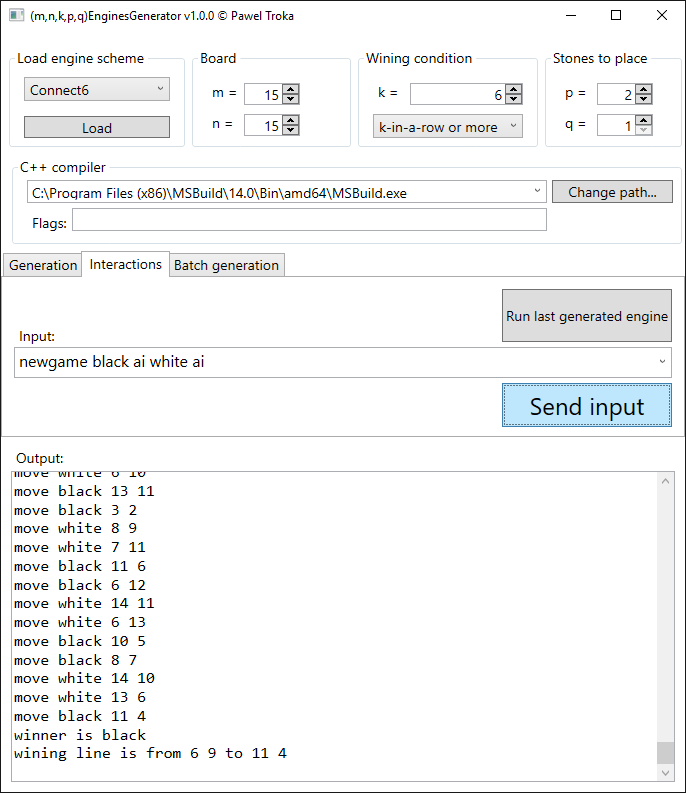 (m,n,k,p,q)EnginesGenerator v1.0.0 © Pawel Troka
Load engine scheme
Connect6
Load
Board
m = 15
n = 15
Wining condition
k = 6
k-in-a-row or more
Stones to place
p = 2
q = 1
C++ compiler
C:\Program Files (x86)\MSBuild\14.0\Bin\amd64\MSBuild.exe
Change path...
Flags:
Generation Interactions Batch generation
Run last generated engine
Input:
newgame black ai white ai
Send input
Output:
move white 6 10
move black 13 11
move black 3 2
move white 8 9
move white 7 11
move black 11 6
move black 6 12
move white 14 11
move white 6 13
move black 10 5
move black 8 7
move white 14 10
move white 13 6
move black 11 4
winner is black
wining line is from 6 9 to 11 4